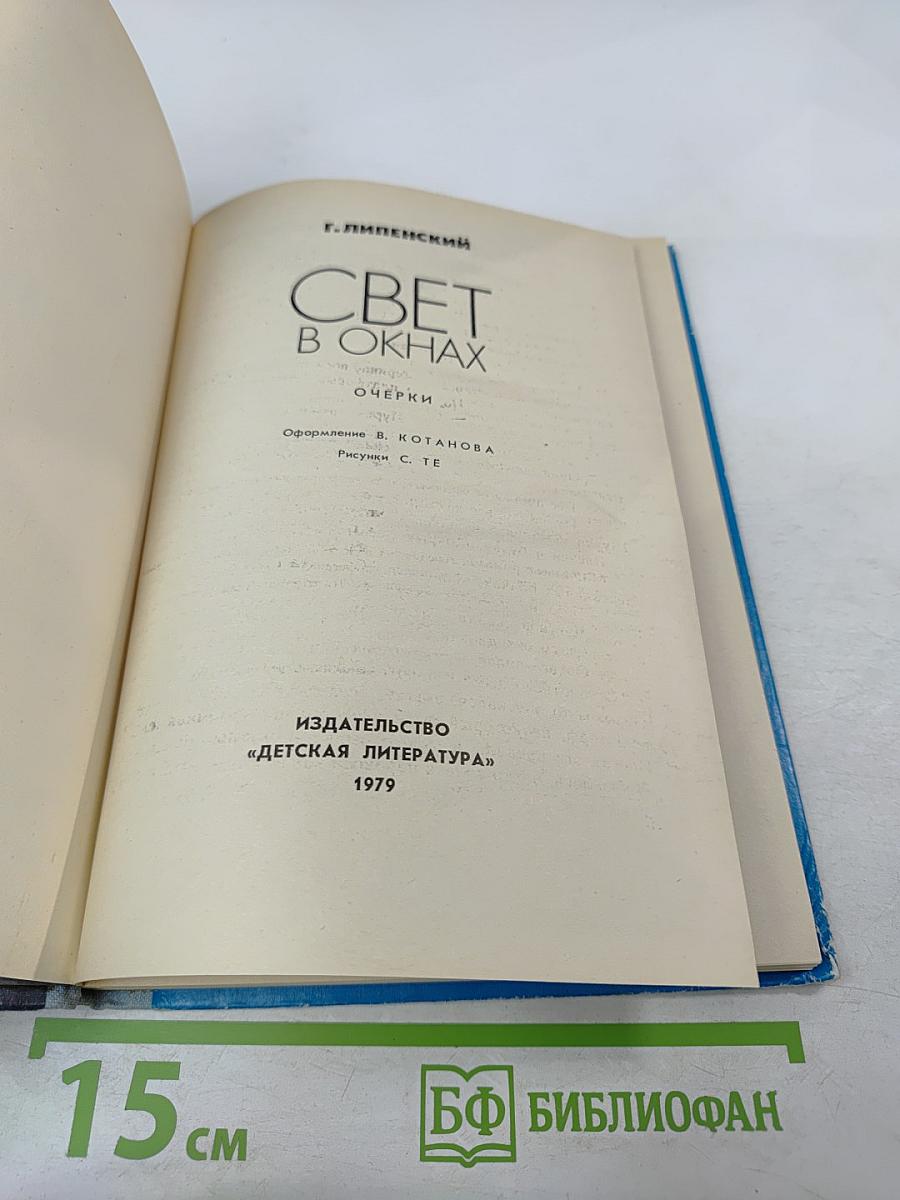 Г. ЛИПЕНСКИЙ
СВЕТ
В ОКНАХ
ОЧЕРКИ
Оформление В. КОТАНОВА
Рисунки С. ТЕ
ИЗДАТЕЛЬСТВО
«ДЕТСКАЯ ЛИТЕРАТУРА»
1979
15 см
БФ БИБЛИОФАН